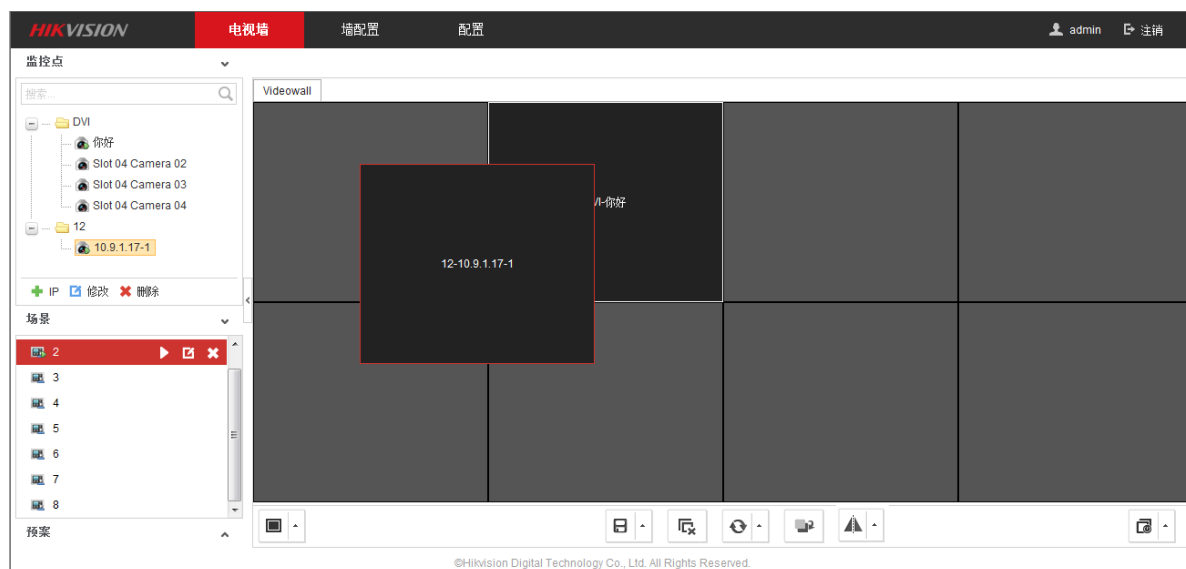 HIKVISION 电视墙 墙配置 配置 admin 注销
监控点
搜索...
Videowall
DVI
你好
Slot 04 Camera 02
Slot 04 Camera 03
Slot 04 Camera 04
12
10.9.1.17-1
IP 修改 删除
VI-你好
12-10.9.1.17-1
场景
2
3
4
5
6
7
8
预案
©Hikvision Digital Technology Co., Ltd. All Rights Reserved.